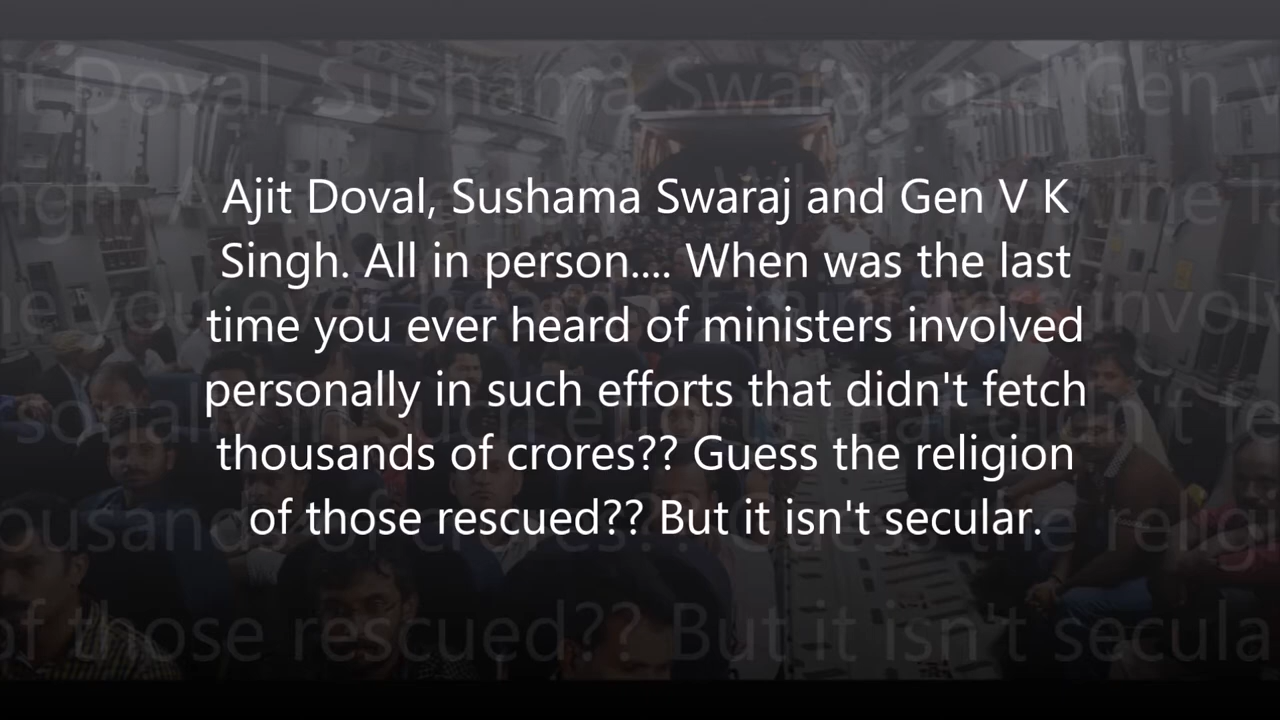 Ajit Doval, Sushama Swaraj and Gen V K
Singh. All in person.... When was the last
time you ever heard of ministers involved
personally in such efforts that didn't fetch
thousands of crores?? Guess the religion
of those rescued?? But it isn't secular.